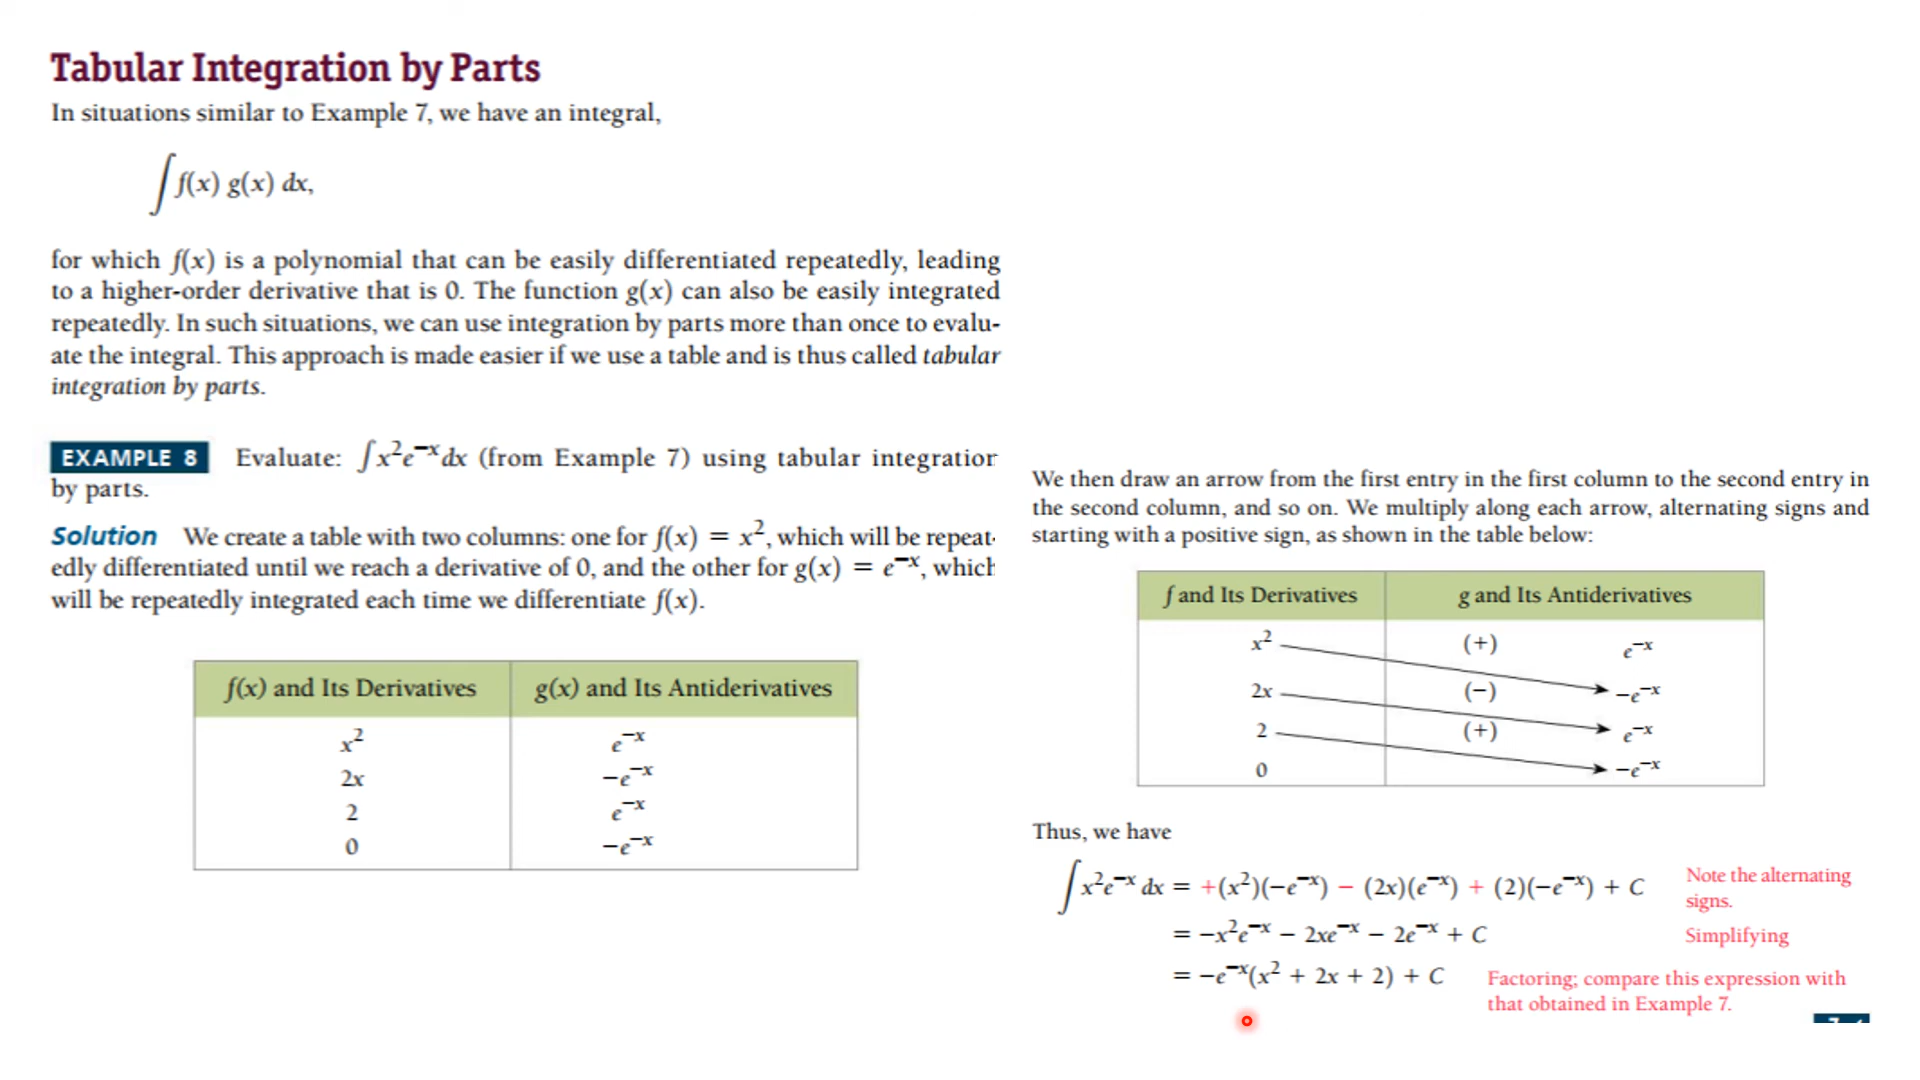 Tabular Integration by Parts
In situations similar to Example 7, we have an integral,
∫ f(x) g(x) dx,
for which f(x) is a polynomial that can be easily differentiated repeatedly, leading
to a higher-order derivative that is 0. The function g(x) can also be easily integrated
repeatedly. In such situations, we can use integration by parts more than once to evalu-
ate the integral. This approach is made easier if we use a table and is thus called tabular
integration by parts.
EXAMPLE 8 Evaluate: ∫x²e⁻ˣdx (from Example 7) using tabular integration
by parts.
Solution We create a table with two columns: one for f(x) = x², which will be repeat-
edly differentiated until we reach a derivative of 0, and the other for g(x) = e⁻ˣ, which
will be repeatedly integrated each time we differentiate f(x).
f(x) and Its Derivatives g(x) and Its Antiderivatives
x² e⁻ˣ
2x −e⁻ˣ
2 e⁻ˣ
0 −e⁻ˣ
We then draw an arrow from the first entry in the first column to the second entry in
the second column, and so on. We multiply along each arrow, alternating signs and
starting with a positive sign, as shown in the table below:
f and Its Derivatives g and Its Antiderivatives
x² (+) e⁻ˣ
2x (−) −e⁻ˣ
2 (+) e⁻ˣ
0 −e⁻ˣ
Thus, we have
∫x²e⁻ˣ dx = +(x²)(−e⁻ˣ) − (2x)(e⁻ˣ) + (2)(−e⁻ˣ) + C Note the alternating
signs.
= −x²e⁻ˣ − 2xe⁻ˣ − 2e⁻ˣ + C Simplifying
= −e⁻ˣ(x² + 2x + 2) + C Factoring; compare this expression with
that obtained in Example 7.